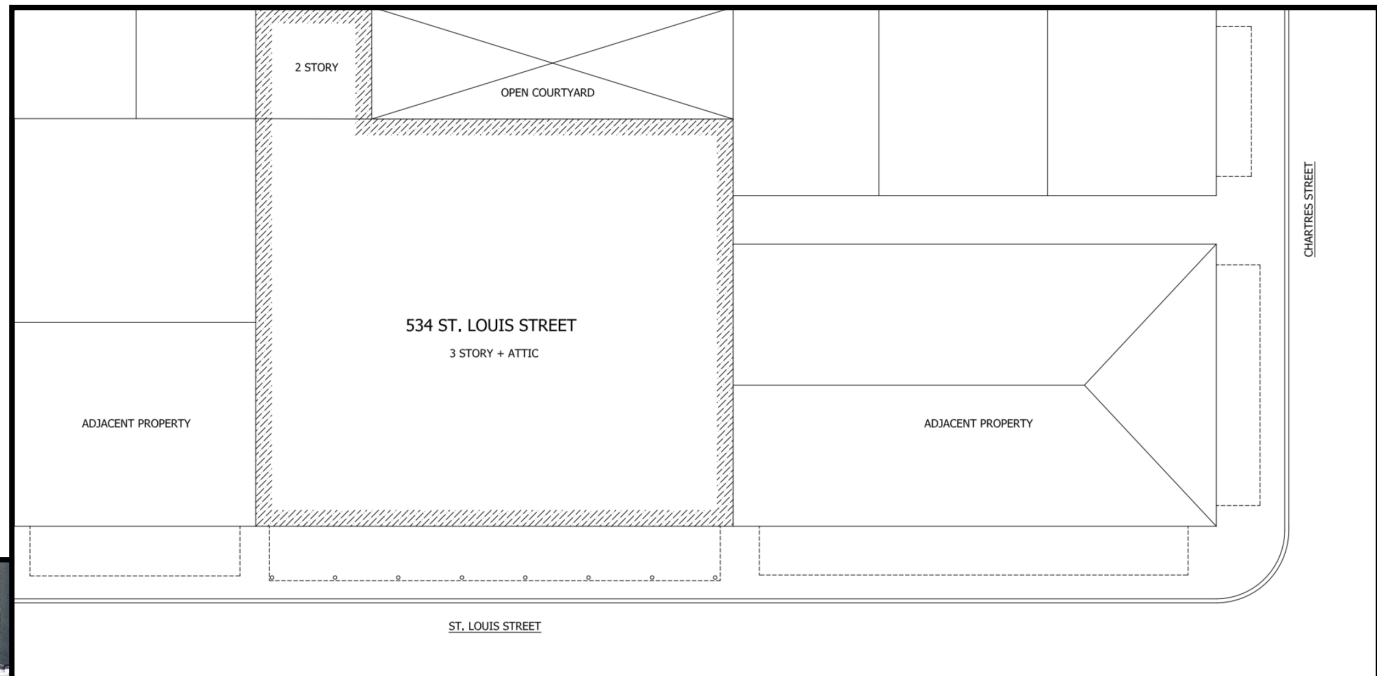 2 STORY
OPEN COURTYARD
CHARTRES STREET
534 ST. LOUIS STREET
3 STORY + ATTIC
ADJACENT PROPERTY
ADJACENT PROPERTY
ST. LOUIS STREET